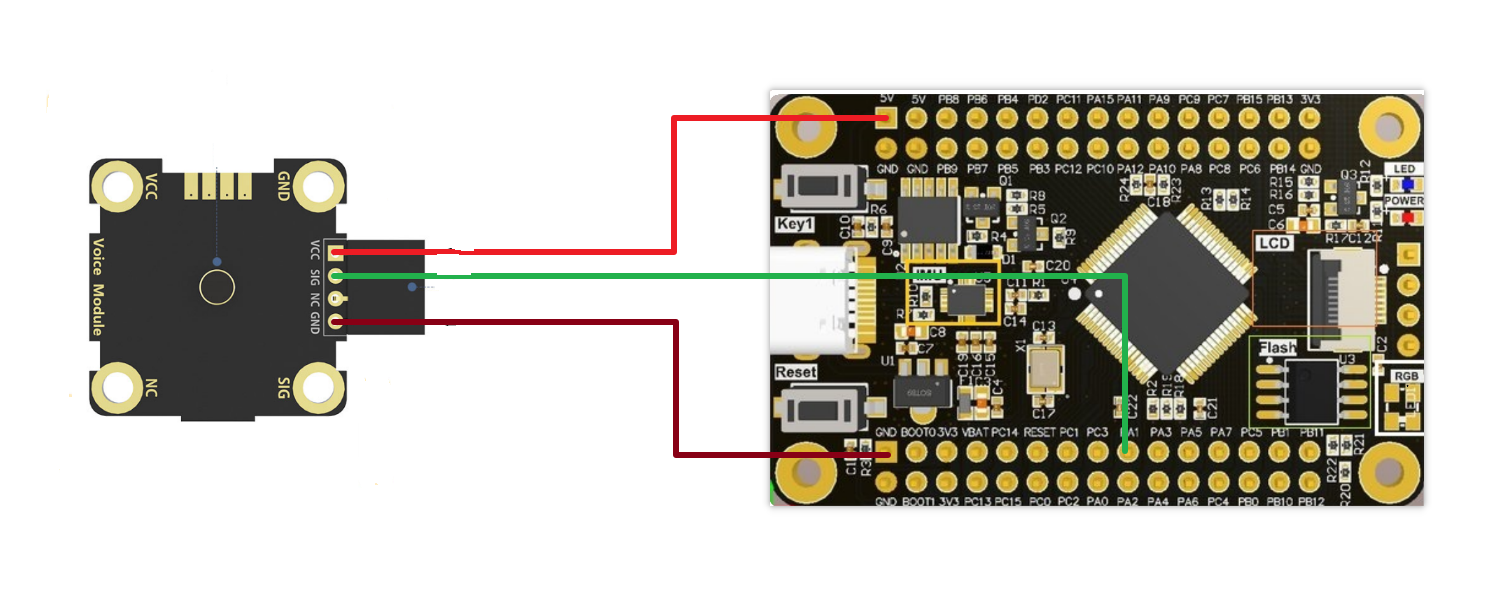 VCC
GND
Voice Module
VCC
SIG
NC
GND
NC
SIG
5V 5V PB8 PB6 PB4 PD2 PC11 PA15 PA11 PA9 PC9 PC7 PB15 PB13 3V3
GND GND PB9 PB7 PB5 PB3 PC12 PC10 PA12 PA10 PA8 PC8 PC6 PB14 GND
Key1
C10
R6
C9
Q1
R8
R5
Q2
R4
R9
D1
C20
R24
C18
R23
R13
R14
R15
R16
C5
C6
Q3
R12
R17
C12
LED
POWER
LCD
IMU
C11
R1
C14
C8
C7
C13
X1
C17
U1
C19
C16
C15
C4
Flash
U3
C2
RGB
Reset
C22
R2
R19
R18
C21
GND BOOT0 3V3 VBAT PC14 RESET PC1 PC3 PA1 PA3 PA5 PA7 PC5 PB1 PB11
R3
R21
R22
R20
GND BOOT1 3V3 PC13 PC15 PC0 PC2 PA0 PA2 PA4 PA6 PC4 PB0 PB10 PB12